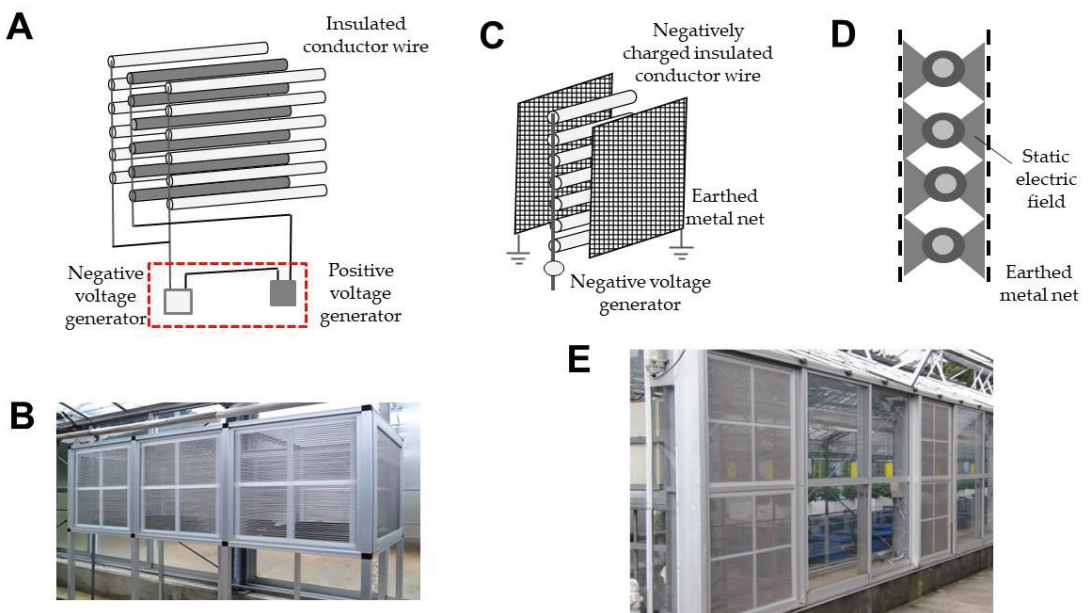 A
Insulated
conductor wire
Negative
voltage
generator
Positive
voltage
generator
B
C
Negatively
charged insulated
conductor wire
Earthed
metal net
Negative voltage
generator
D
Static
electric
field
Earthed
metal net
E